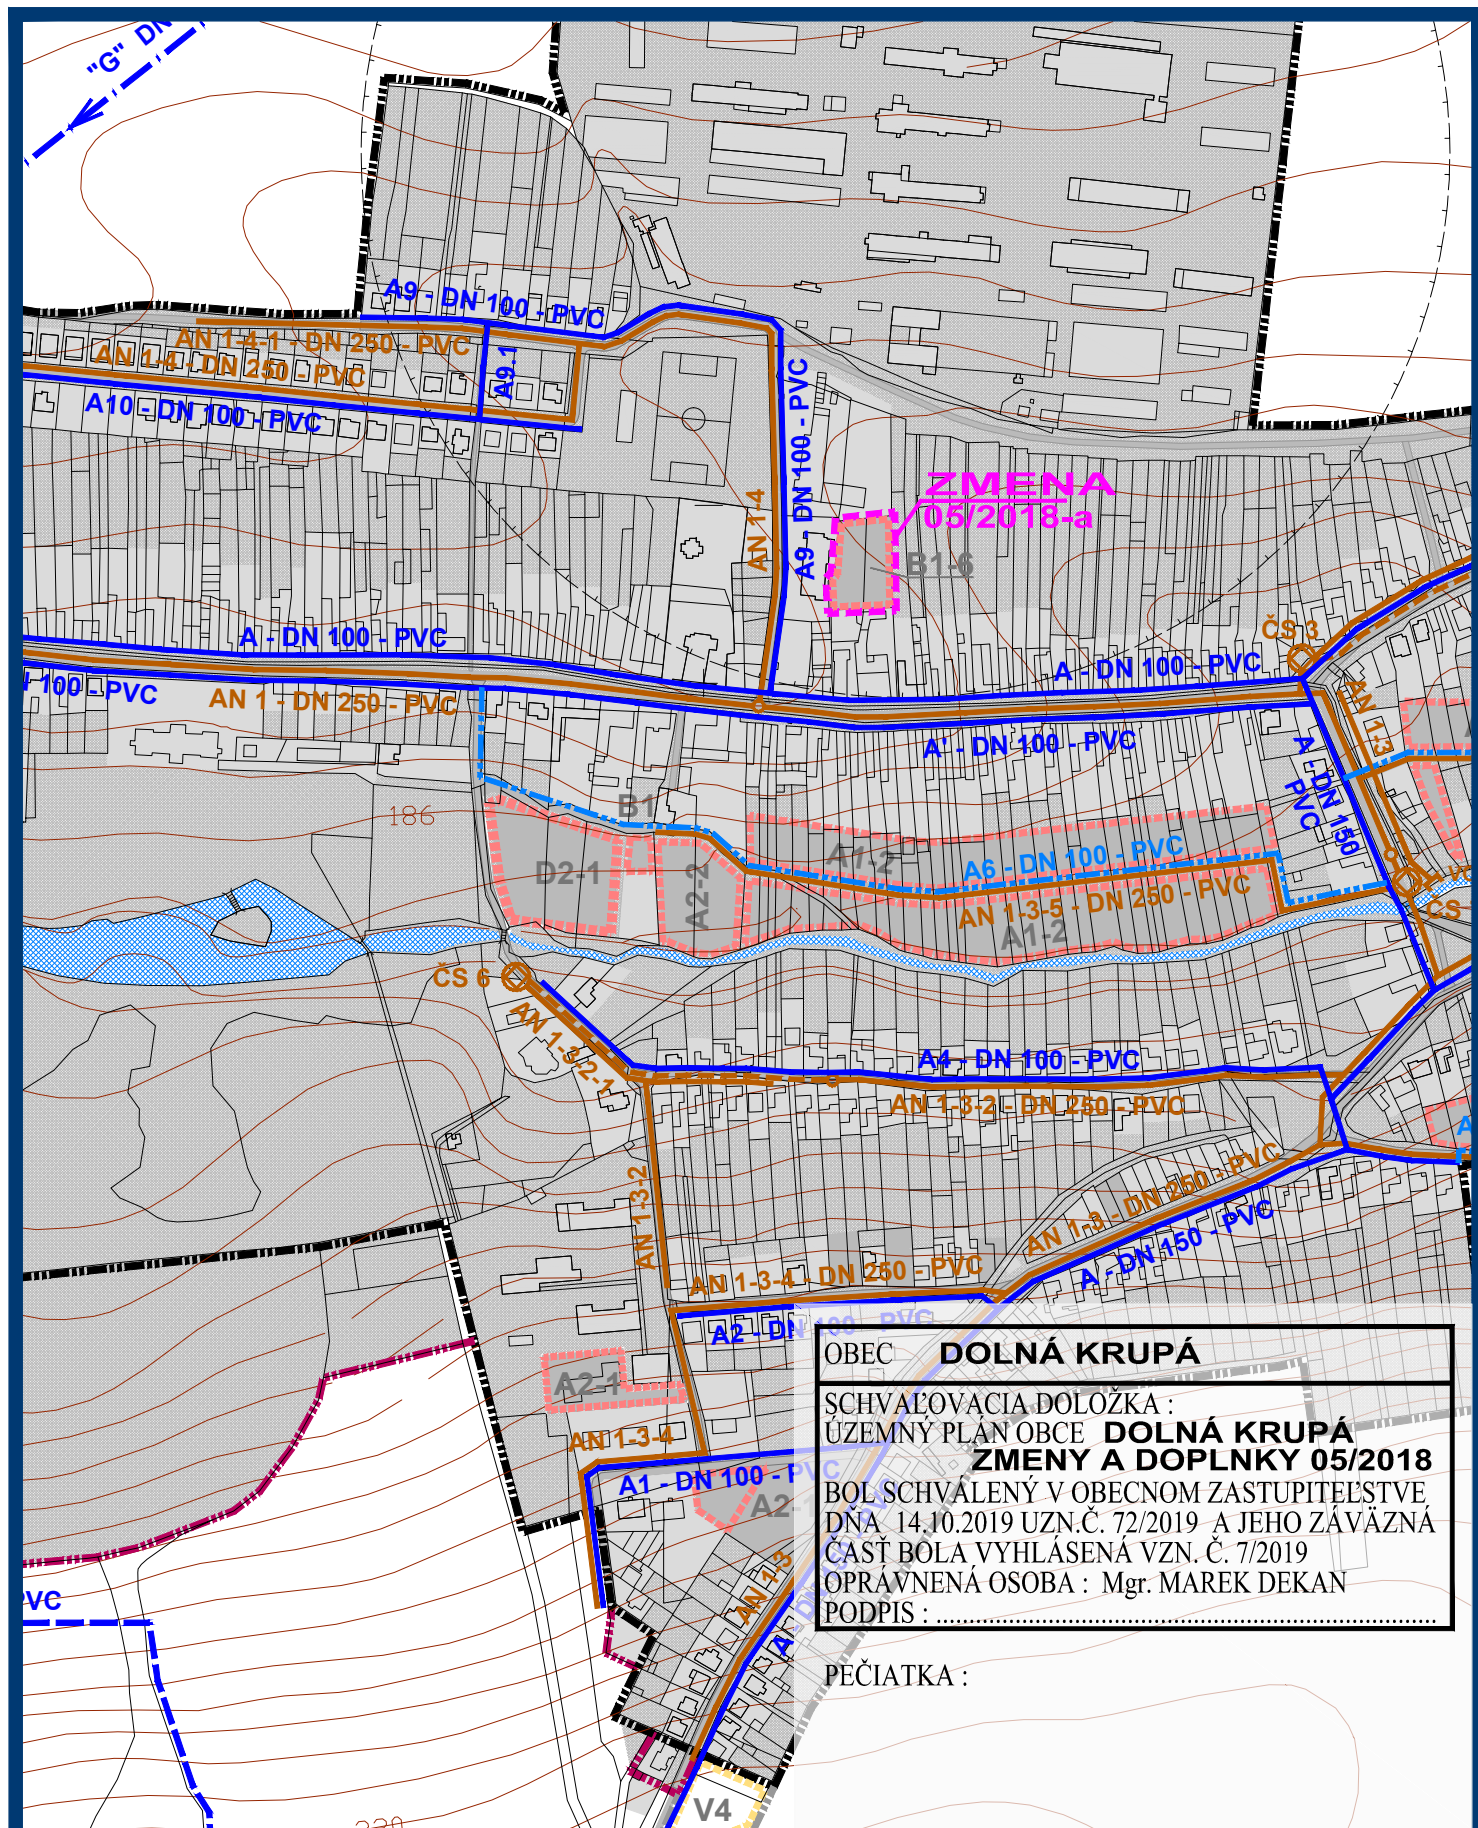 "G" DN
A9 - DN 100 - PVC
AN 1-4-1 - DN 250 - PVC
AN 1-4 - DN 250 - PVC
A9.1
A10 - DN 100 - PVC
A9 - DN 100 - PVC
AN 1-4
ZMENA
05/2018-a
B1-6
ČS 3
A - DN 100 - PVC
A - DN 100 - PVC
100 - PVC
AN 1 - DN 250 - PVC
AN 1-3
A' - DN 100 - PVC
A - DN 150
PVC
186
B1
D2-1
A2-2
A1-2
A6 - DN 100 - PVC
AN 1-3-5 - DN 250 - PVC
A1-2
ČS
ČS 6
AN 1-3-2-1
A4 - DN 100 - PVC
AN 1-3-2 - DN 250 - PVC
A
AN 1-3-2
AN 1-3 - DN 250 - PVC
A - DN 150 - PVC
AN 1-3-4 - DN 250 - PVC
A2 - DN 100 - PVC
A2-1
AN 1-3-4
A1 - DN 100 - PVC
A2-1
AN 1-3
A - DN 150 - PVC
PVC
V4
220
OBEC DOLNÁ KRUPÁ
SCHVAĽOVACIA DOLOŽKA :
ÚZEMNÝ PLÁN OBCE DOLNÁ KRUPÁ
ZMENY A DOPLNKY 05/2018
BOL SCHVÁLENÝ V OBECNOM ZASTUPITEĽSTVE
DŇA 14.10.2019 UZN.Č. 72/2019 A JEHO ZÁVÄZNÁ
ČASŤ BOLA VYHLÁSENÁ VZN. Č. 7/2019
OPRÁVNENÁ OSOBA : Mgr. MAREK DEKAN
PODPIS : ..........................................................................
PEČIATKA :